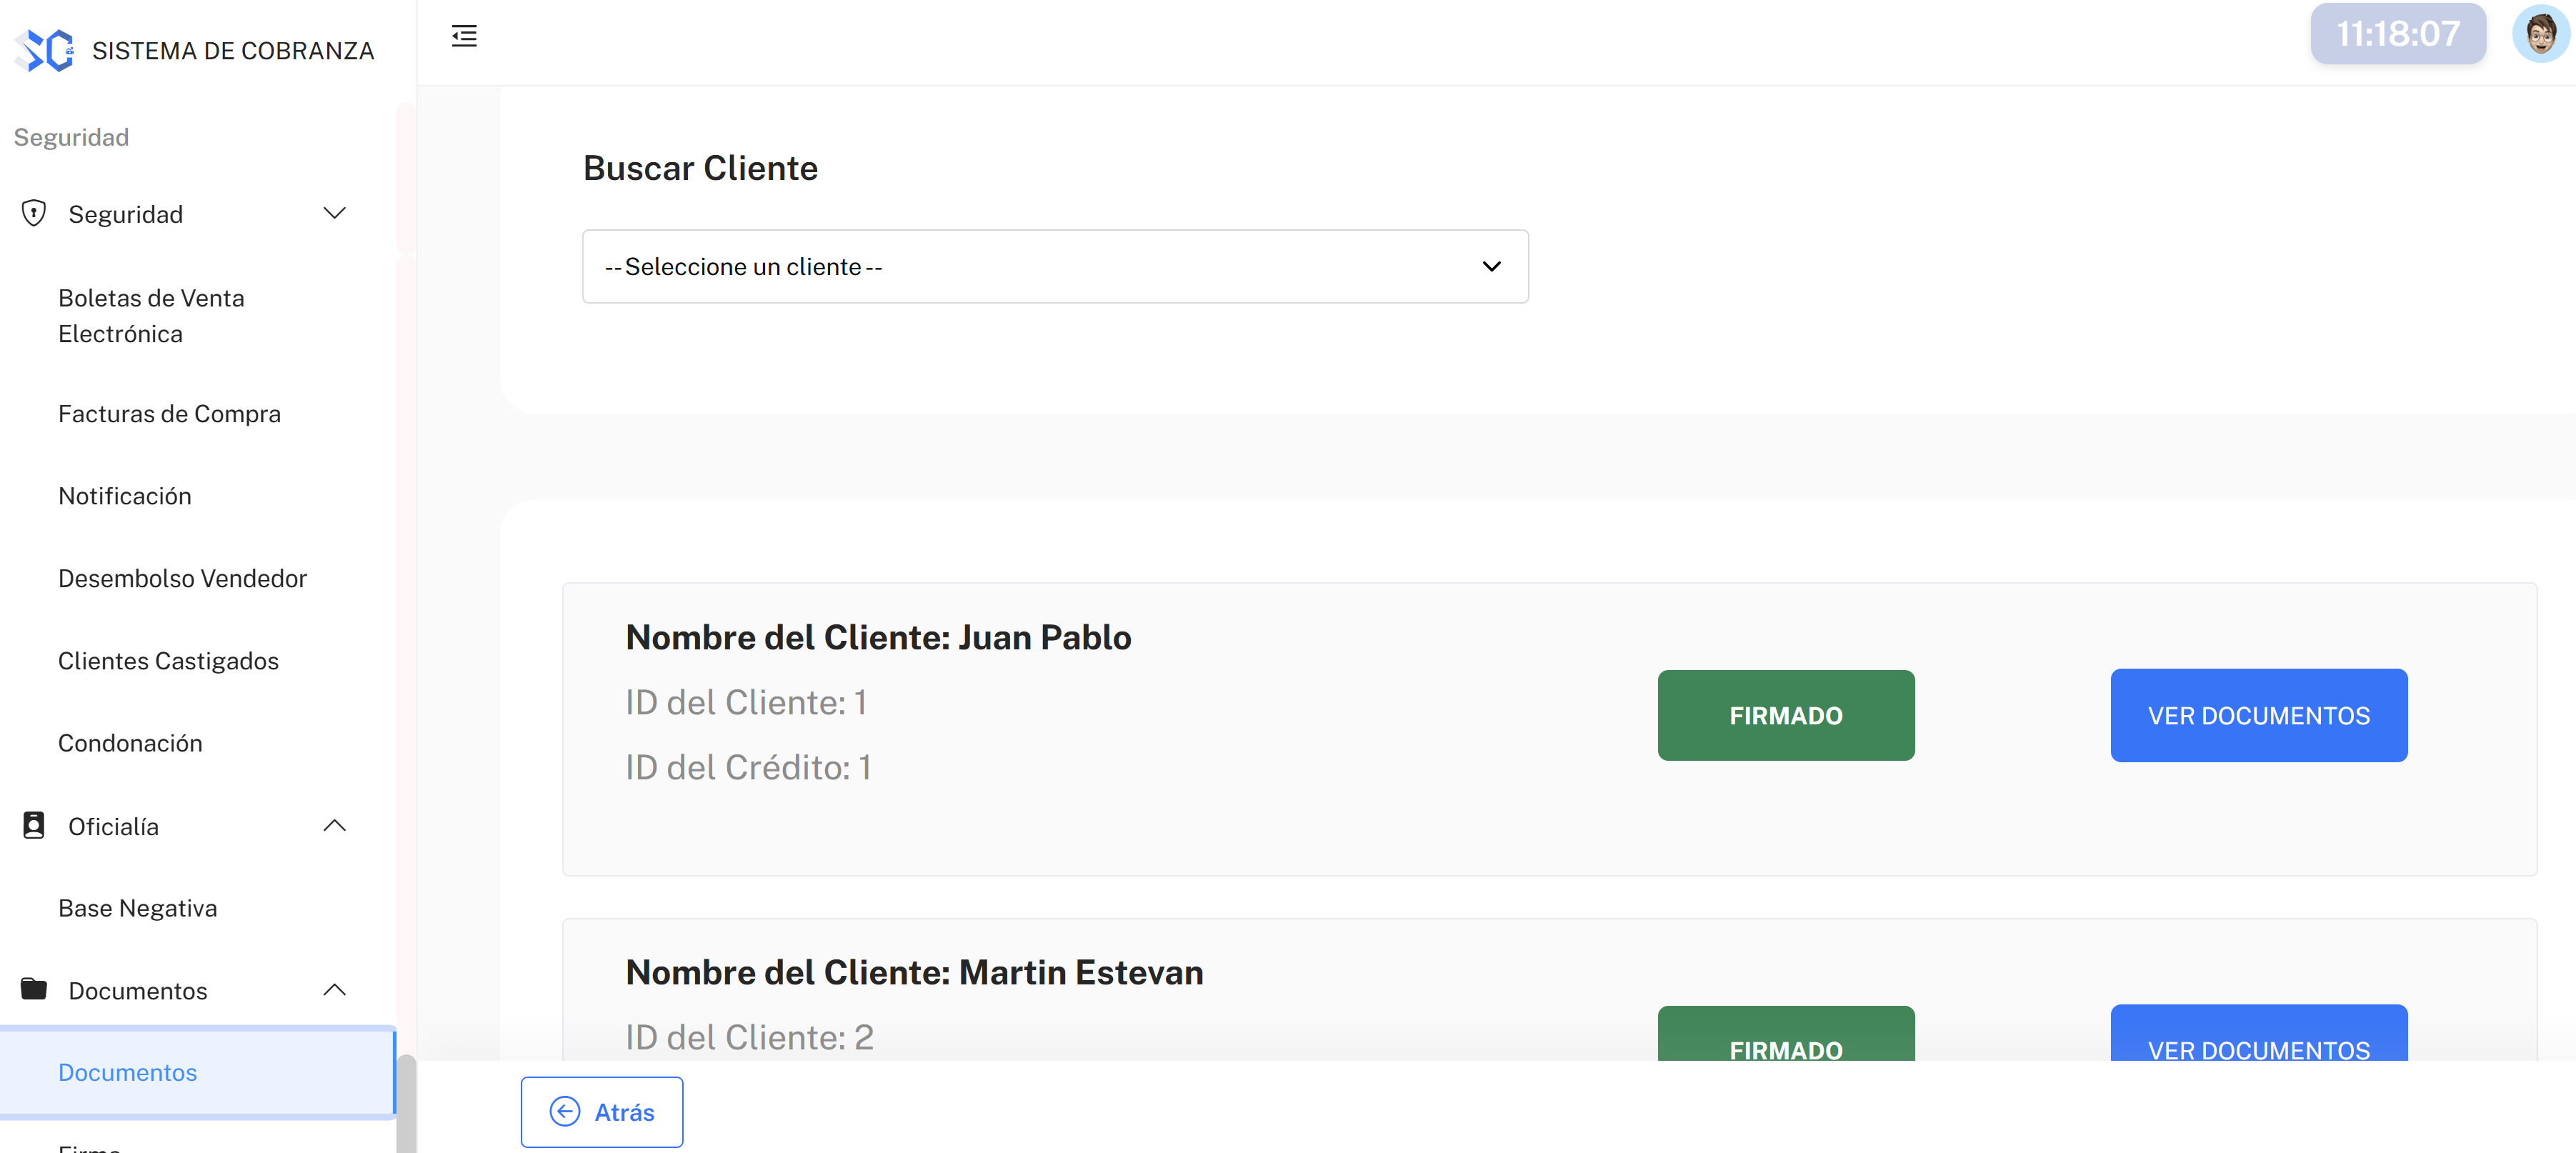 SISTEMA DE COBRANZA
11:18:07
Seguridad
Seguridad
Boletas de Venta
Electrónica
Facturas de Compra
Notificación
Desembolso Vendedor
Clientes Castigados
Condonación
Oficialía
Base Negativa
Documentos
Documentos
Buscar Cliente
--Seleccione un cliente--
Nombre del Cliente: Juan Pablo
ID del Cliente: 1
ID del Crédito: 1
FIRMADO
VER DOCUMENTOS
Nombre del Cliente: Martin Estevan
ID del Cliente: 2
FIRMADO
VER DOCUMENTOS
Atrás